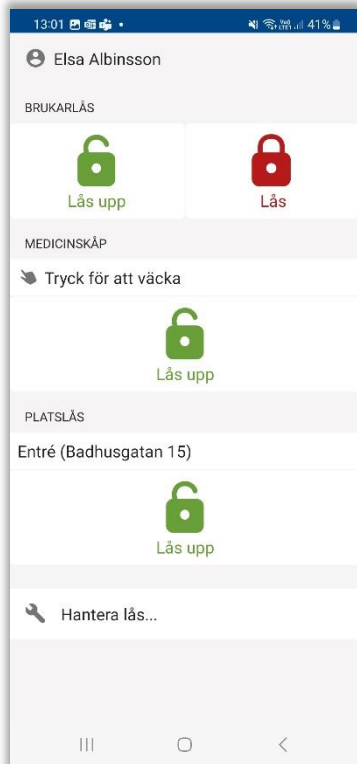 13:01 41%
Elsa Albinsson
BRUKARLÅS
Lås upp Lås
MEDICINSKÅP
Tryck för att väcka
Lås upp
PLATSLÅS
Entré (Badhusgatan 15)
Lås upp
Hantera lås...